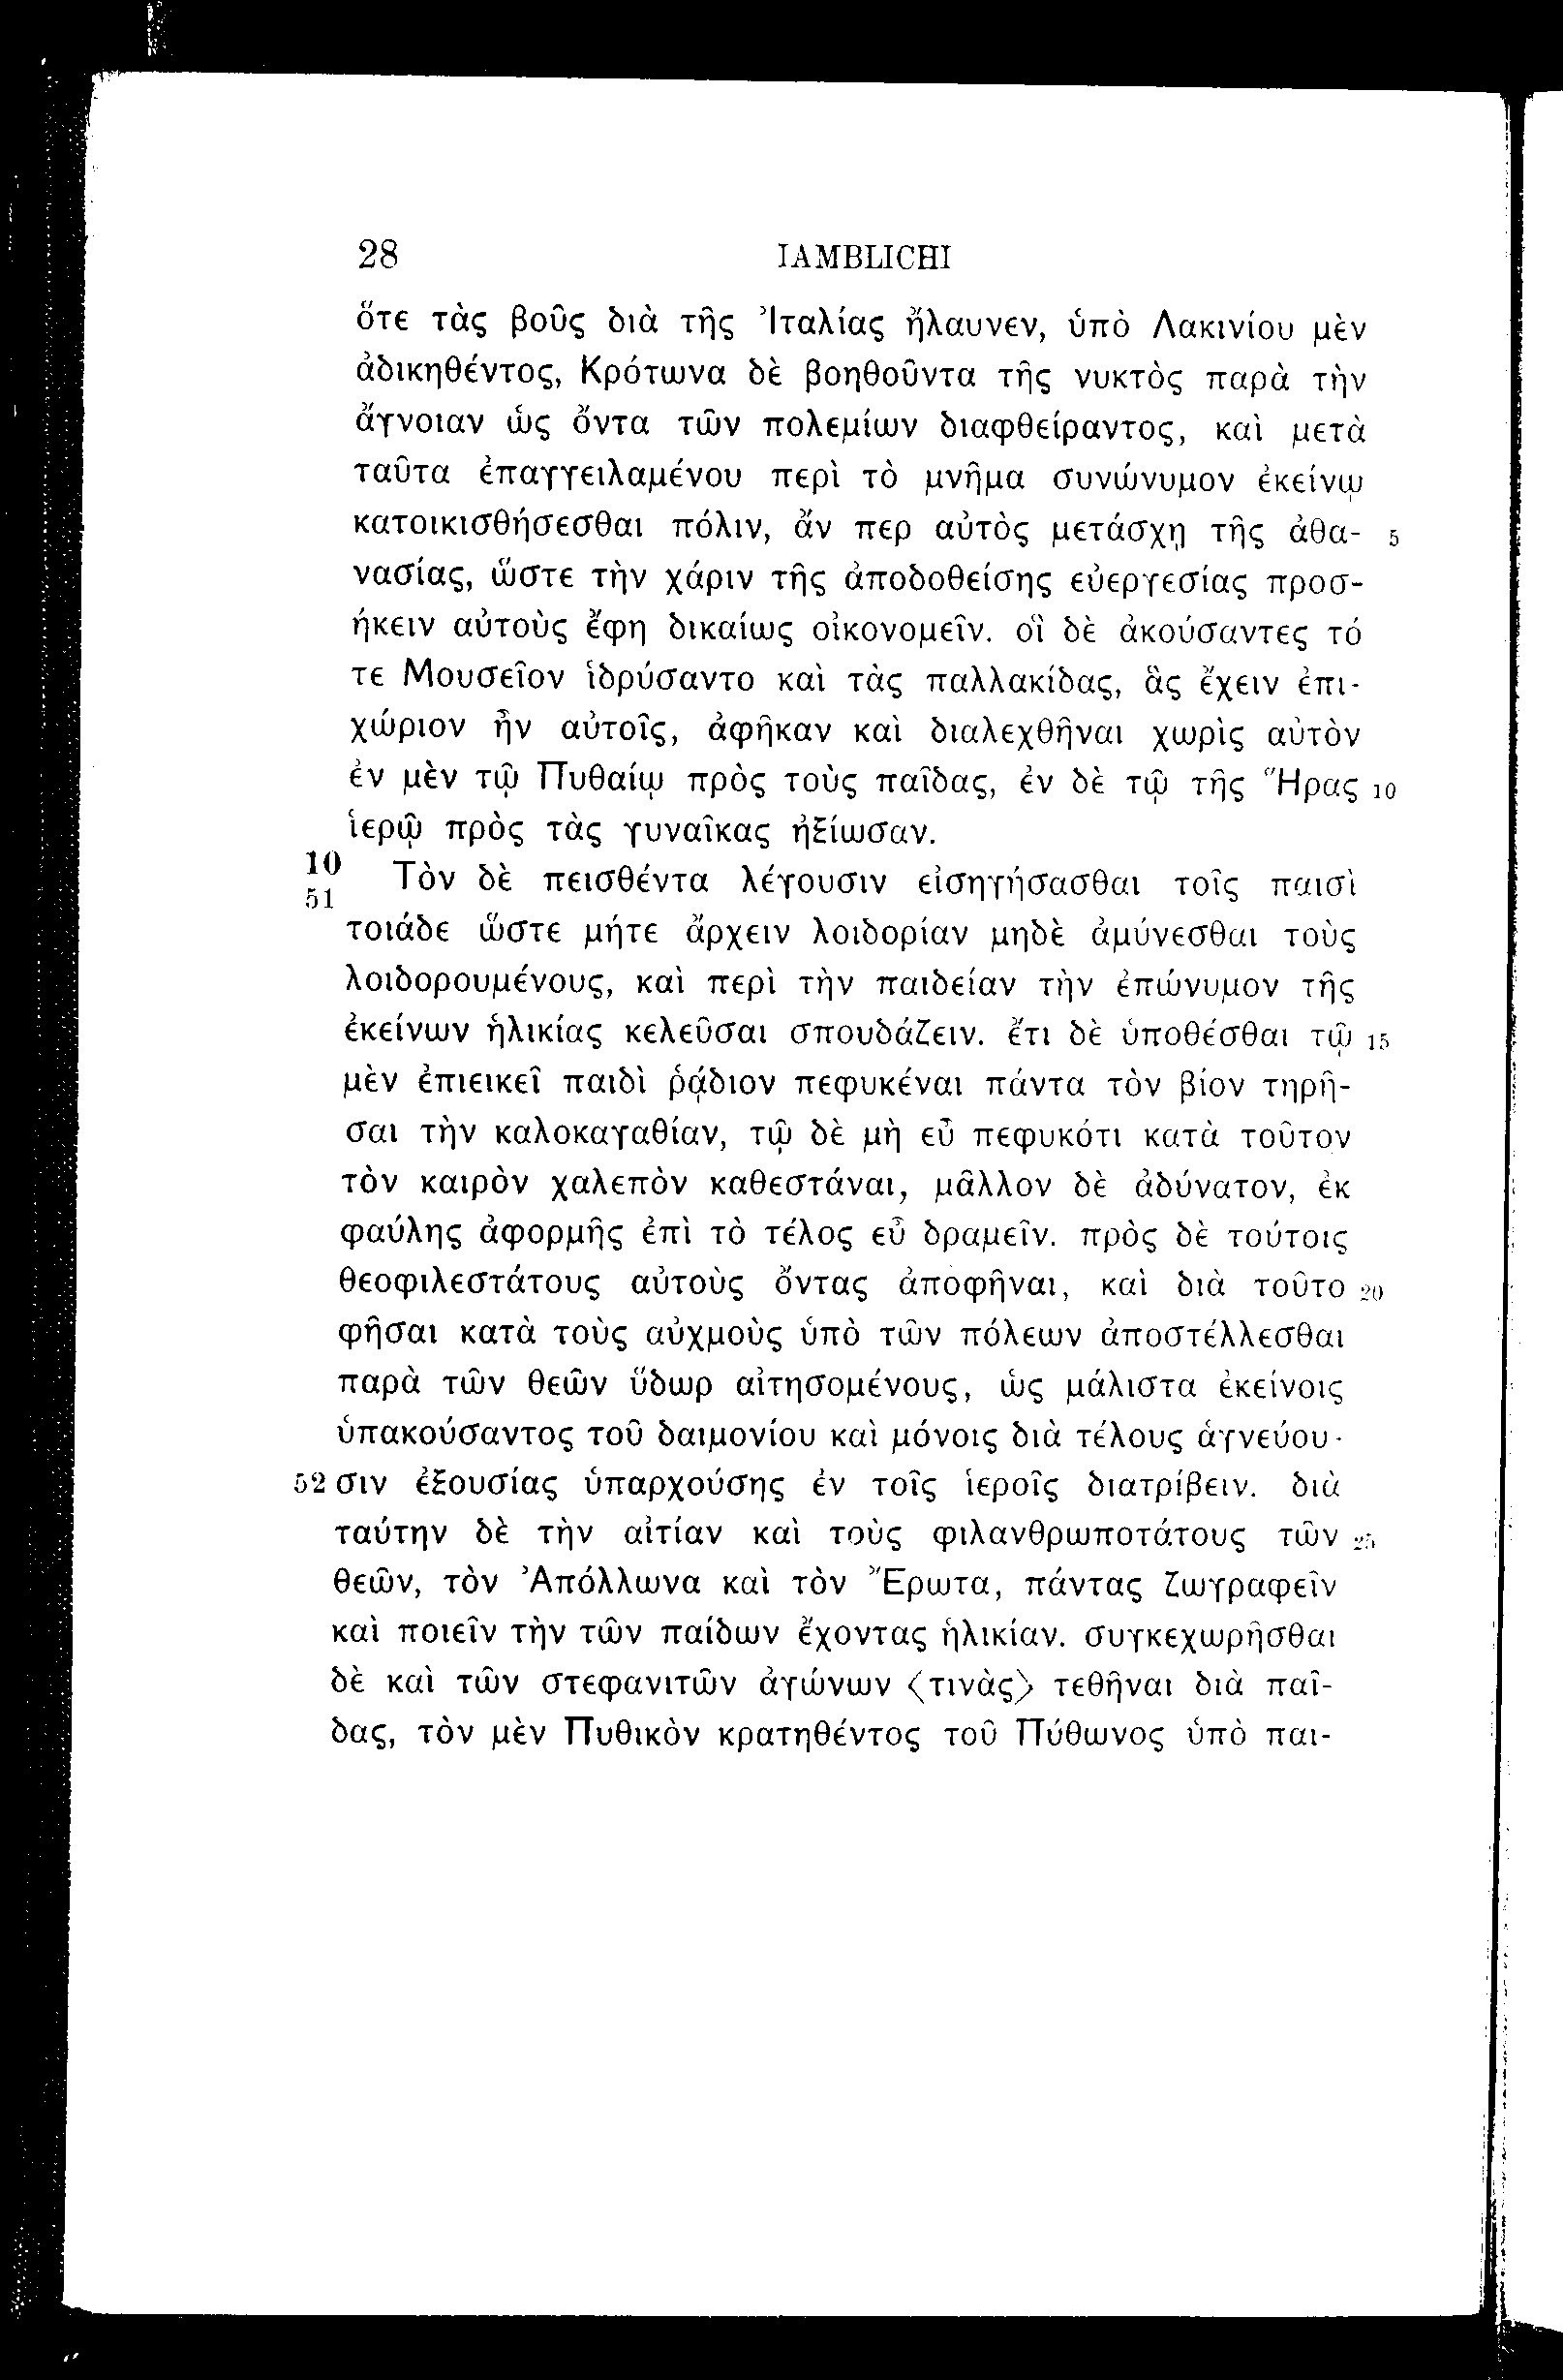 28 IAMBLICHI
ὅτε τὰς βοῦς διὰ τῆς Ἰταλίας ἤλαυνεν, ὑπὸ Λακινίου μὲν
ἀδικηθέντος, Κρότωνα δὲ βοηθοῦντα τῆς νυκτὸς παρὰ τὴν
ἄγνοιαν ὡς ὄντα τῶν πολεμίων διαφθείραντος, καὶ μετὰ
ταῦτα ἐπαγγειλαμένου περὶ τὸ μνῆμα συνώνυμον ἐκείνῳ
κατοικισθήσεσθαι πόλιν, ἄν περ αὐτὸς μετάσχῃ τῆς ἀθα- 5
νασίας, ὥστε τὴν χάριν τῆς ἀποδοθείσης εὐεργεσίας προσ-
ήκειν αὐτοὺς ἔφη δικαίως οἰκονομεῖν. οἳ δὲ ἀκούσαντες τό
τε Μουσεῖον ἱδρύσαντο καὶ τὰς παλλακίδας, ἃς ἔχειν ἐπι-
χώριον ἦν αὐτοῖς, ἀφῆκαν καὶ διαλεχθῆναι χωρὶς αὐτὸν
ἐν μὲν τῷ Πυθαίῳ πρὸς τοὺς παῖδας, ἐν δὲ τῷ τῆς Ἥρας 10
ἱερῷ πρὸς τὰς γυναῖκας ἠξίωσαν.
10
51 Τὸν δὲ πεισθέντα λέγουσιν εἰσηγήσασθαι τοῖς παισὶ
τοιάδε ὥστε μήτε ἄρχειν λοιδορίαν μηδὲ ἀμύνεσθαι τοὺς
λοιδορουμένους, καὶ περὶ τὴν παιδείαν τὴν ἐπώνυμον τῆς
ἐκείνων ἡλικίας κελεῦσαι σπουδάζειν. ἔτι δὲ ὑποθέσθαι τῷ 15
μὲν ἐπιεικεῖ παιδὶ ῥᾴδιον πεφυκέναι πάντα τὸν βίον τηρῆ-
σαι τὴν καλοκαγαθίαν, τῷ δὲ μὴ εὖ πεφυκότι κατὰ τοῦτον
τὸν καιρὸν χαλεπὸν καθεστάναι, μᾶλλον δὲ ἀδύνατον, ἐκ
φαύλης ἀφορμῆς ἐπὶ τὸ τέλος εὖ δραμεῖν. πρὸς δὲ τούτοις
θεοφιλεστάτους αὐτοὺς ὄντας ἀποφῆναι, καὶ διὰ τοῦτο 20
φῆσαι κατὰ τοὺς αὐχμοὺς ὑπὸ τῶν πόλεων ἀποστέλλεσθαι
παρὰ τῶν θεῶν ὕδωρ αἰτησομένους, ὡς μάλιστα ἐκείνοις
ὑπακούσαντος τοῦ δαιμονίου καὶ μόνοις διὰ τέλους ἁγνεύου-
52 σιν ἐξουσίας ὑπαρχούσης ἐν τοῖς ἱεροῖς διατρίβειν. διὰ
ταύτην δὲ τὴν αἰτίαν καὶ τοὺς φιλανθρωποτάτους τῶν 25
θεῶν, τὸν Ἀπόλλωνα καὶ τὸν Ἔρωτα, πάντας ζωγραφεῖν
καὶ ποιεῖν τὴν τῶν παίδων ἔχοντας ἡλικίαν. συγκεχωρῆσθαι
δὲ καὶ τῶν στεφανιτῶν ἀγώνων ⟨τινὰς⟩ τεθῆναι διὰ παῖ-
δας, τὸν μὲν Πυθικὸν κρατηθέντος τοῦ Πύθωνος ὑπὸ παι-